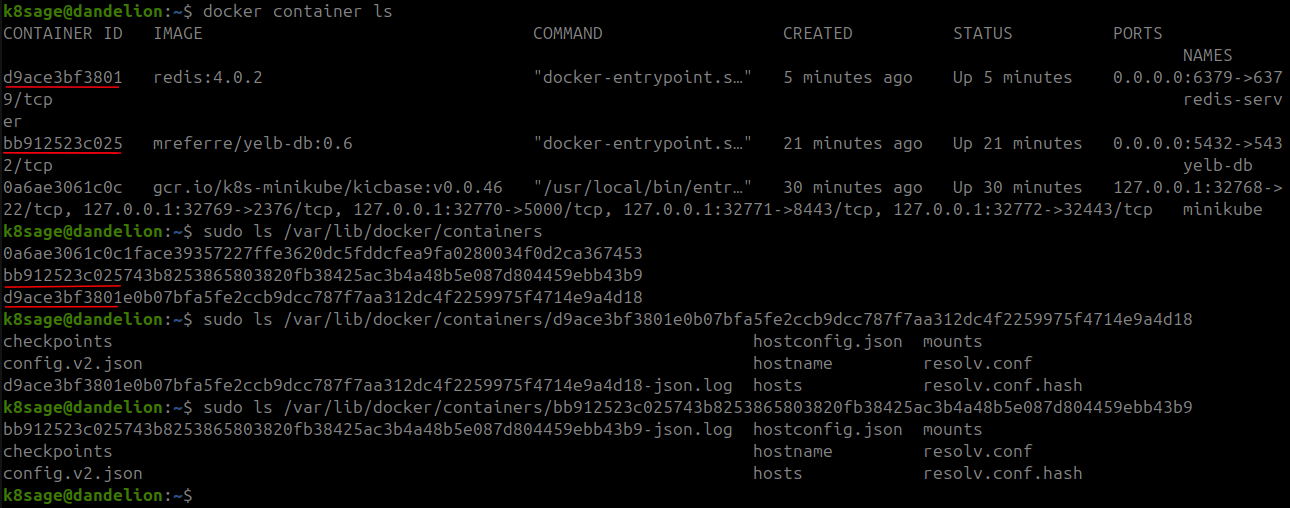 k8sage@dandelion:~$ docker container ls
CONTAINER ID   IMAGE                                 COMMAND                  CREATED          STATUS          PORTS
                                                                                                                      NAMES
d9ace3bf3801   redis:4.0.2                           "docker-entrypoint.s…"   5 minutes ago    Up 5 minutes    0.0.0.0:6379->637
9/tcp                                                                                                                 redis-serv
er
bb912523c025   mreferre/yelb-db:0.6                  "docker-entrypoint.s…"   21 minutes ago   Up 21 minutes   0.0.0.0:5432->543
2/tcp                                                                                                                 yelb-db
0a6ae3061c0c   gcr.io/k8s-minikube/kicbase:v0.0.46   "/usr/local/bin/entr…"   30 minutes ago   Up 30 minutes   127.0.0.1:32768->
22/tcp, 127.0.0.1:32769->2376/tcp, 127.0.0.1:32770->5000/tcp, 127.0.0.1:32771->8443/tcp, 127.0.0.1:32772->32443/tcp   minikube
k8sage@dandelion:~$ sudo ls /var/lib/docker/containers
0a6ae3061c0c1face39357227ffe3620dc5fddcfea9fa0280034f0d2ca367453
bb912523c025743b8253865803820fb38425ac3b4a48b5e087d804459ebb43b9
d9ace3bf3801e0b07bfa5fe2ccb9dcc787f7aa312dc4f2259975f4714e9a4d18
k8sage@dandelion:~$ sudo ls /var/lib/docker/containers/d9ace3bf3801e0b07bfa5fe2ccb9dcc787f7aa312dc4f2259975f4714e9a4d18
checkpoints                                                                hostconfig.json  mounts
config.v2.json                                                             hostname         resolv.conf
d9ace3bf3801e0b07bfa5fe2ccb9dcc787f7aa312dc4f2259975f4714e9a4d18-json.log  hosts            resolv.conf.hash
k8sage@dandelion:~$ sudo ls /var/lib/docker/containers/bb912523c025743b8253865803820fb38425ac3b4a48b5e087d804459ebb43b9
bb912523c025743b8253865803820fb38425ac3b4a48b5e087d804459ebb43b9-json.log  hostconfig.json  mounts
checkpoints                                                                hostname         resolv.conf
config.v2.json                                                             hosts            resolv.conf.hash
k8sage@dandelion:~$